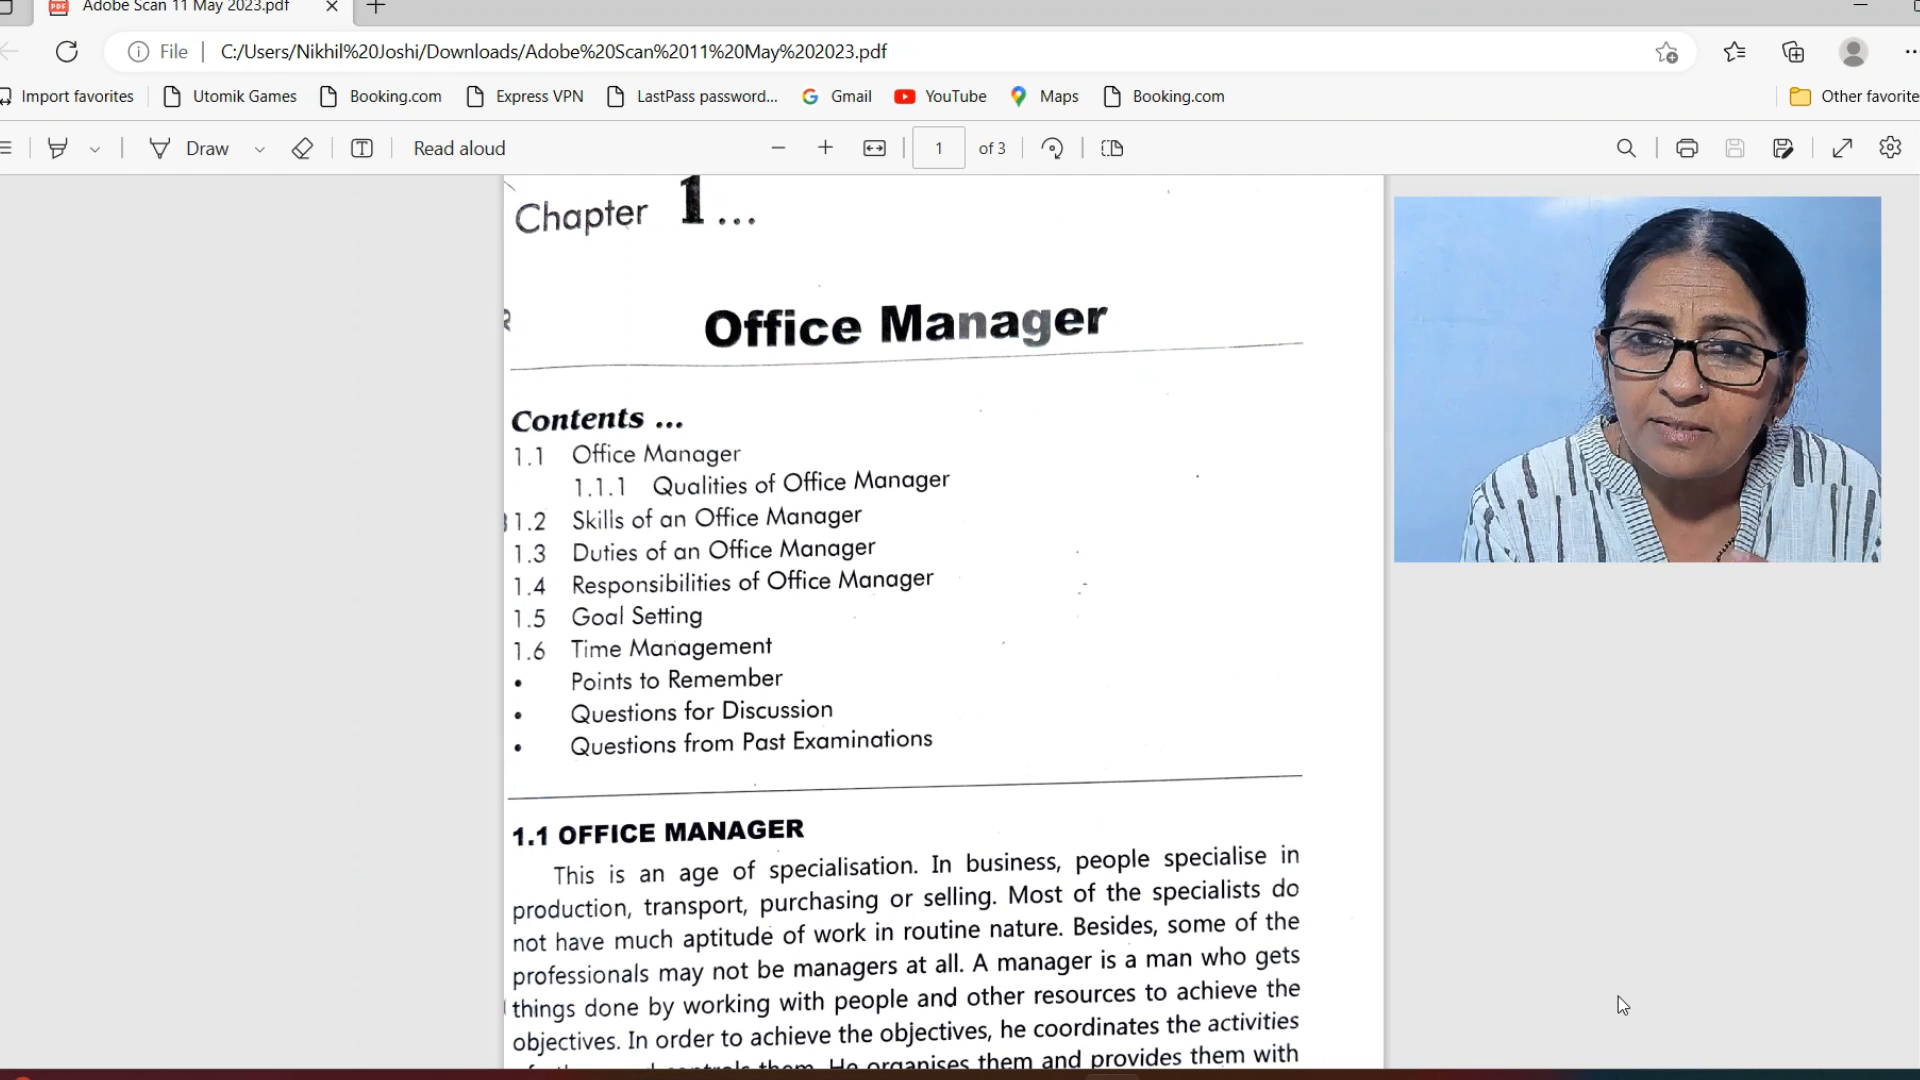 Adobe Scan 11 May 2023.pdf
File
C:/Users/Nikhil%20Joshi/Downloads/Adobe%20Scan%2011%20May%202023.pdf
Import favorites
Utomik Games
Booking.com
Express VPN
LastPass password...
Gmail
YouTube
Maps
Booking.com
Other favorite
Draw
Read aloud
1 of 3
Chapter 1...
Office Manager
Contents ...
1.1 Office Manager
1.1.1 Qualities of Office Manager
1.2 Skills of an Office Manager
1.3 Duties of an Office Manager
1.4 Responsibilities of Office Manager
1.5 Goal Setting
1.6 Time Management
• Points to Remember
• Questions for Discussion
• Questions from Past Examinations
1.1 OFFICE MANAGER
This is an age of specialisation. In business, people specialise in
production, transport, purchasing or selling. Most of the specialists do
not have much aptitude of work in routine nature. Besides, some of the
professionals may not be managers at all. A manager is a man who gets
things done by working with people and other resources to achieve the
objectives. In order to achieve the objectives, he coordinates the activities
them. He organises them and provides them with